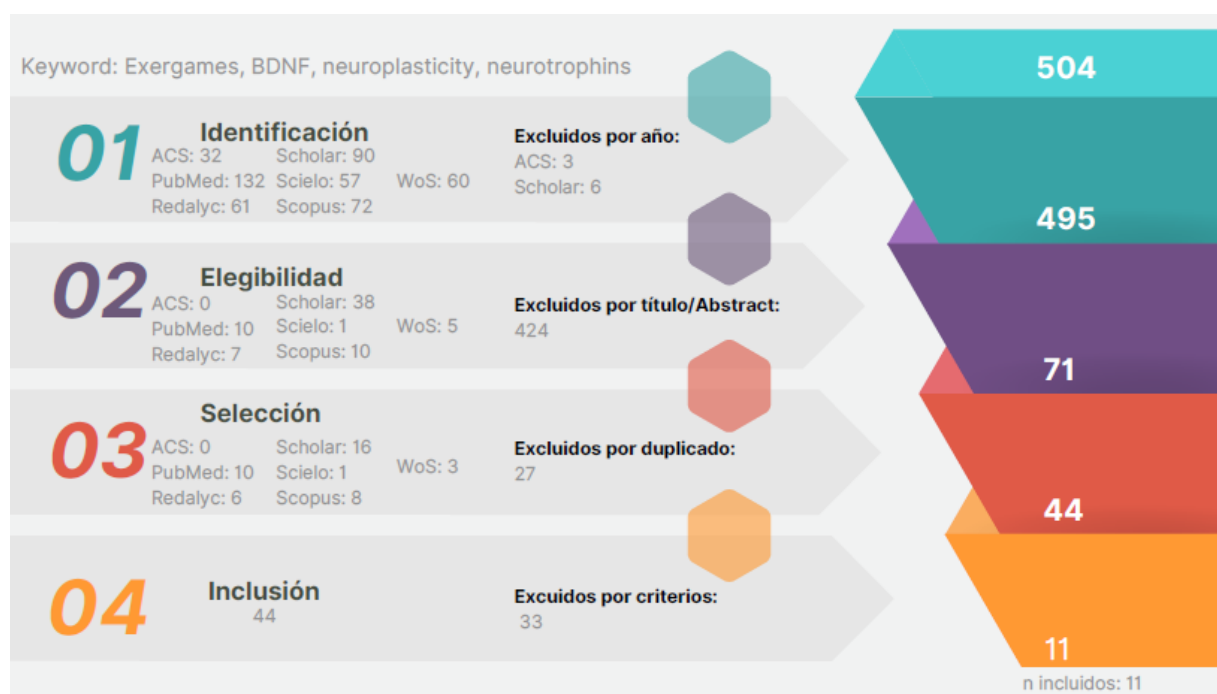 Keyword: Exergames, BDNF, neuroplasticity, neurotrophins
504
01
Identificación
ACS: 32 Scholar: 90
PubMed: 132 Scielo: 57 WoS: 60
Redalyc: 61 Scopus: 72
Excluidos por año:
ACS: 3
Scholar: 6
495
02
Elegibilidad
ACS: 0 Scholar: 38
PubMed: 10 Scielo: 1 WoS: 5
Redalyc: 7 Scopus: 10
Excluidos por título/Abstract:
424
71
03
Selección
ACS: 0 Scholar: 16
PubMed: 10 Scielo: 1 WoS: 3
Redalyc: 6 Scopus: 8
Excluidos por duplicado:
27
44
04
Inclusión
44
Excuidos por criterios:
33
11
n incluidos: 11